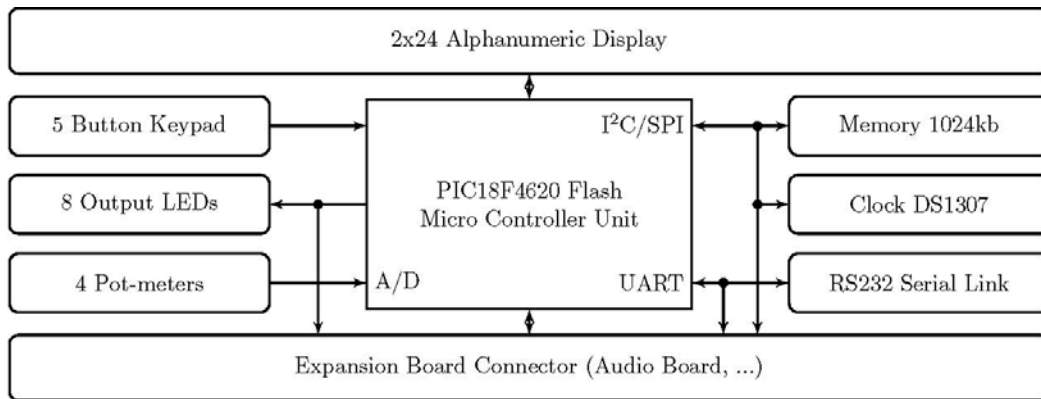 2x24 Alphanumeric Display
5 Button Keypad
I²C/SPI
Memory 1024kb
8 Output LEDs
PIC18F4620 Flash
Micro Controller Unit
Clock DS1307
4 Pot-meters
A/D
UART
RS232 Serial Link
Expansion Board Connector (Audio Board, ...)